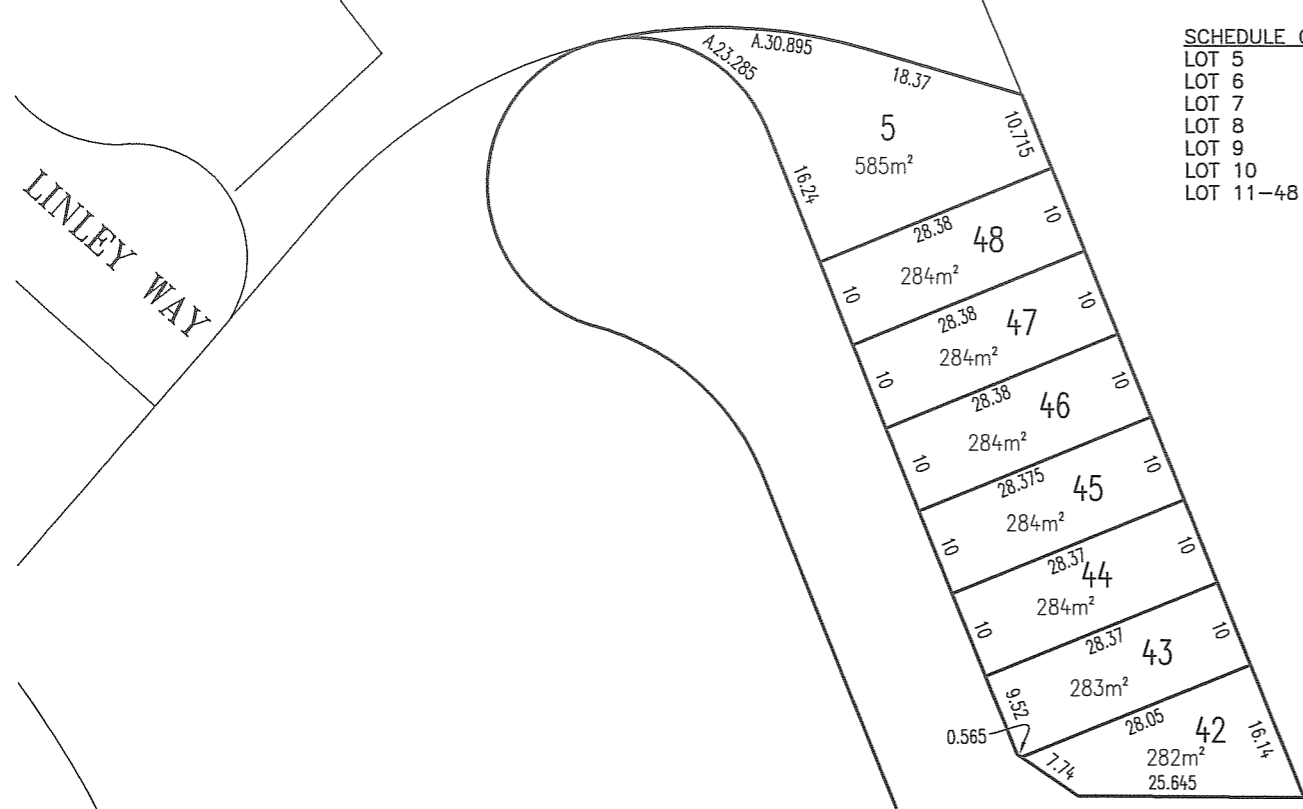 SCHEDULE
LOT 5
LOT 6
LOT 7
LOT 8
LOT 9
LOT 10
LOT 11-48
LINLEY WAY
A.23.285
A.30.895
18.37
10.715
5
585m²
16.24
28.38
48
10
284m²
10
28.38
47
10
284m²
10
28.38
46
10
284m²
10
28.375
45
10
284m²
10
28.37
44
10
284m²
10
28.37
43
10
283m²
9.52
0.565
28.05
42
16.14
282m²
7.74
25.645